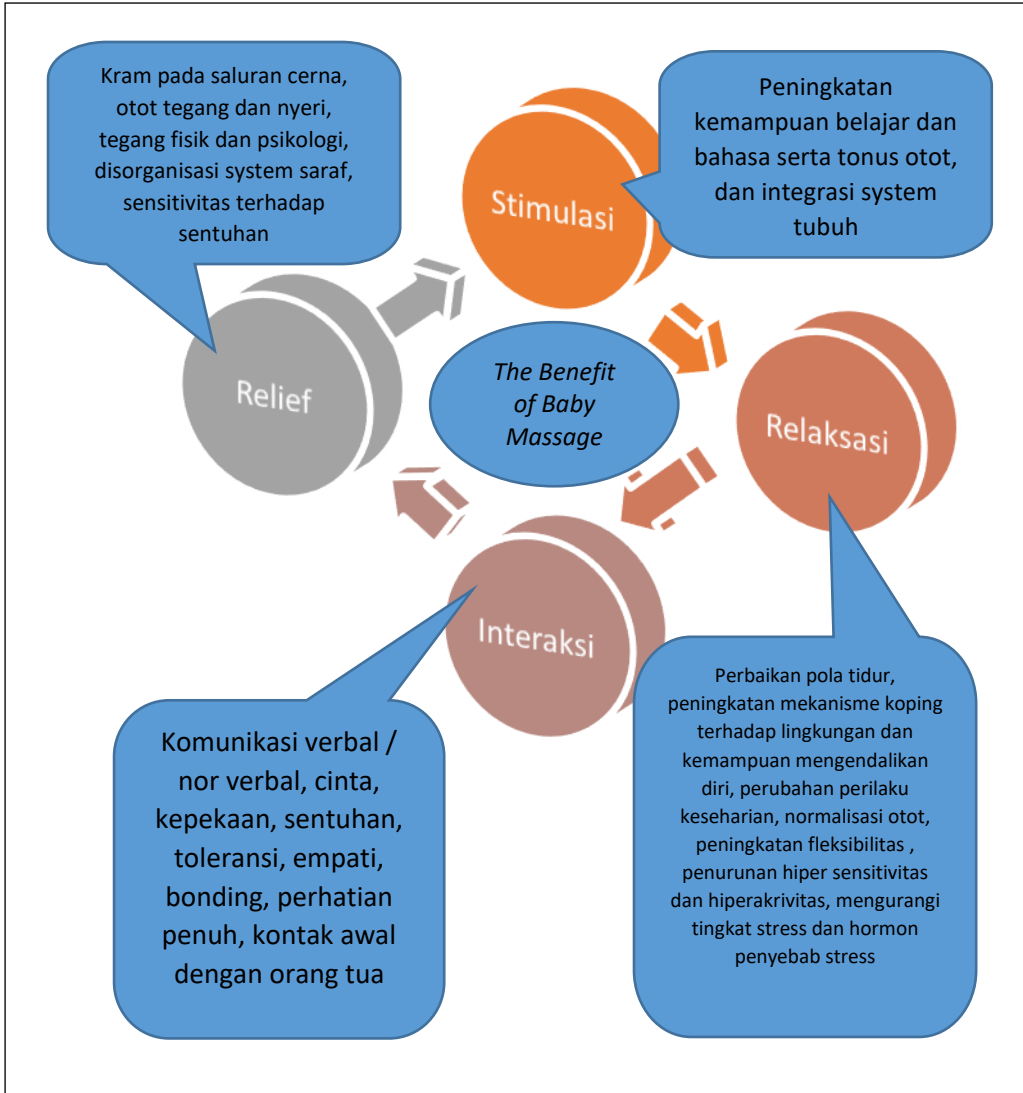 Kram pada saluran cerna,
otot tegang dan nyeri,
tegang fisik dan psikologi,
disorganisasi system saraf,
sensitivitas terhadap
sentuhan
Peningkatan
kemampuan belajar dan
bahasa serta tonus otot,
dan integrasi system
tubuh
Stimulasi
Relief
The Benefit
of Baby
Massage
Relaksasi
Interaksi
Komunikasi verbal /
nor verbal, cinta,
kepekaan, sentuhan,
toleransi, empati,
bonding, perhatian
penuh, kontak awal
dengan orang tua
Perbaikan pola tidur,
peningkatan mekanisme koping
terhadap lingkungan dan
kemampuan mengendalikan
diri, perubahan perilaku
keseharian, normalisasi otot,
peningkatan fleksibilitas ,
penurunan hiper sensitivitas
dan hiperakrivitas, mengurangi
tingkat stress dan hormon
penyebab stress